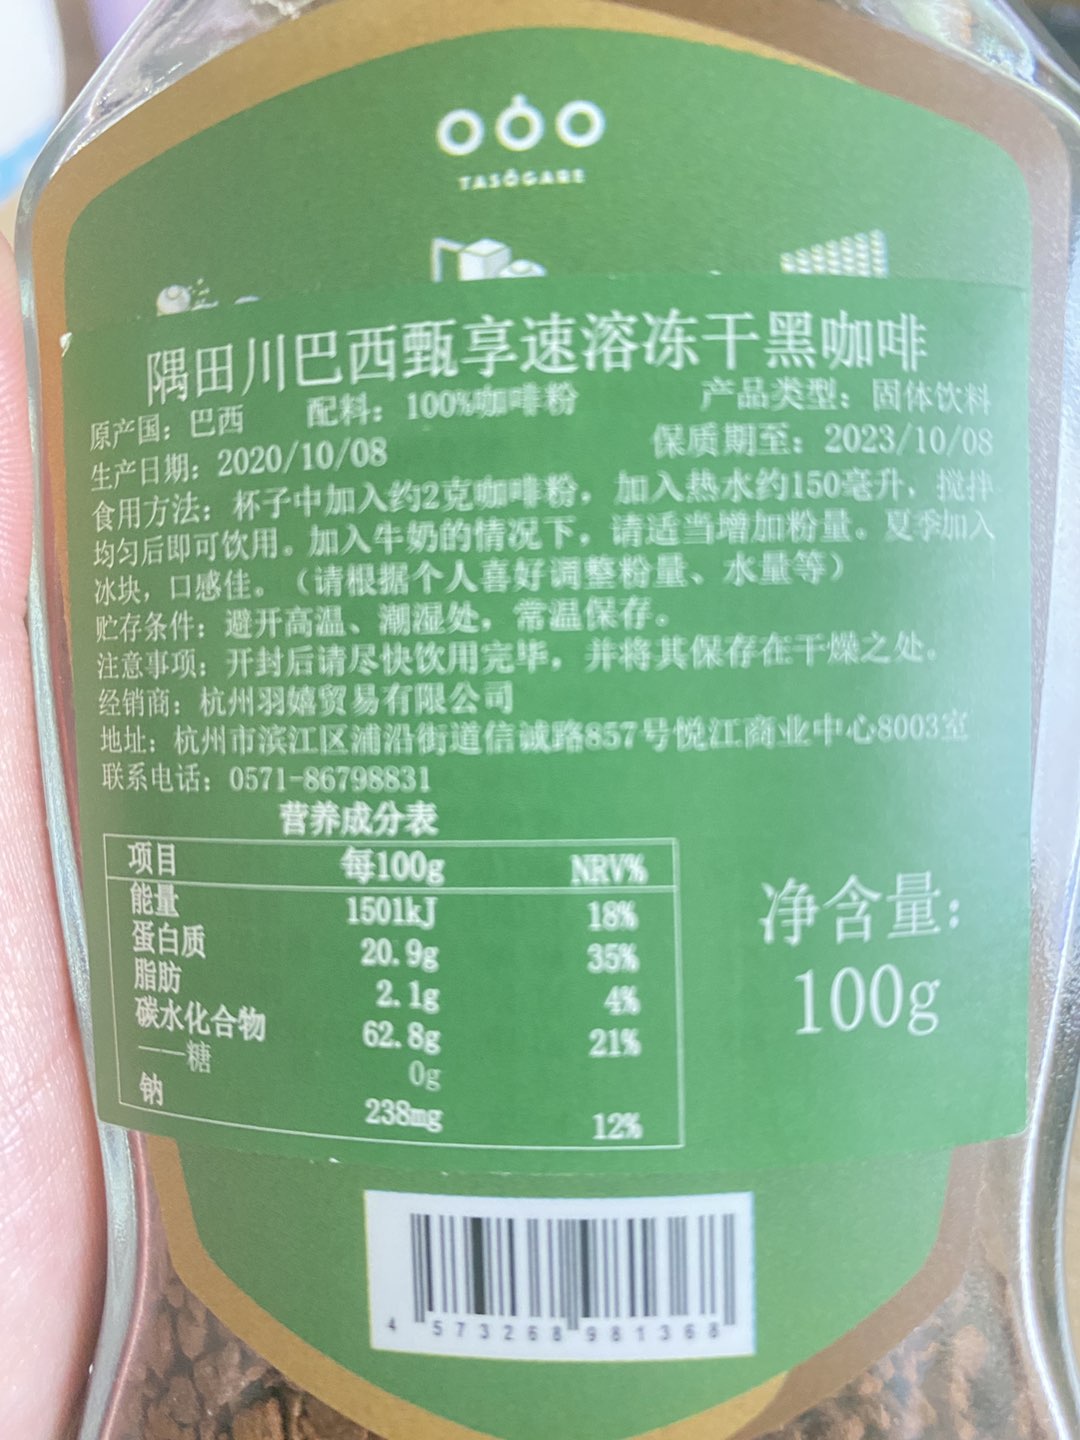 TASOGARE
隅田川巴西甄享速溶冻干黑咖啡
原产国：巴西 配料：100%咖啡粉 产品类型：固体饮料
生产日期：2020/10/08 保质期至：2023/10/08
食用方法：杯子中加入约2克咖啡粉，加入热水约150毫升，搅拌
均匀后即可饮用。加入牛奶的情况下，请适当增加粉量。夏季加入
冰块，口感佳。（请根据个人喜好调整粉量、水量等）
贮存条件：避开高温、潮湿处，常温保存。
注意事项：开封后请尽快饮用完毕，并将其保存在干燥之处。
经销商：杭州羽嬉贸易有限公司
地址：杭州市滨江区浦沿街道信诚路857号悦江商业中心8003室
联系电话：0571-86798831
营养成分表
项目 每100g NRV%
能量 1501kJ 18%
蛋白质 20.9g 35%
脂肪 2.1g 4%
碳水化合物 62.8g 21%
——糖 0g
钠 238mg 12%
净含量：
100g
4 573268 981368